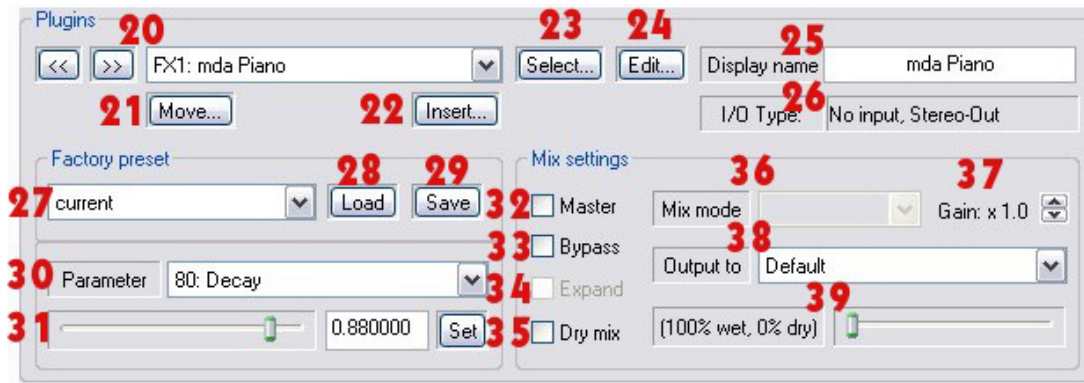 Plugins
20 23 24 25
<< >> FX1: mda Piano Select... Edit... Display name mda Piano
21 Move... 22 Insert... 26 I/O Type: No input, Stereo-Out
Factory preset
27 current 28 Load 29 Save
30 Parameter 80: Decay
31 0.880000 Set
Mix settings
32 Master 36 Mix mode 37 Gain: x 1.0
33 Bypass 38 Output to Default
34 Expand
35 Dry mix (100% wet, 0% dry) 39